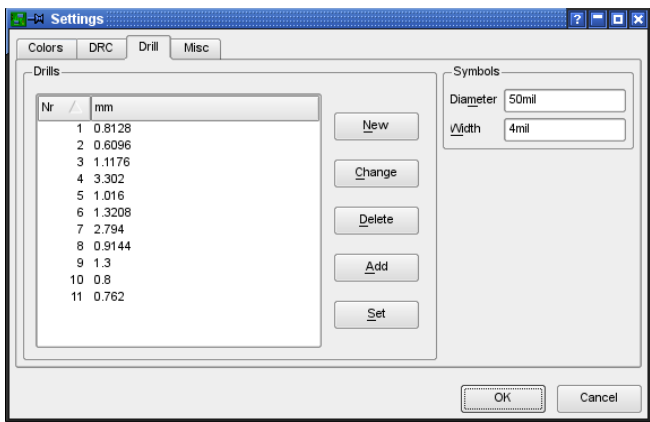 Settings
Colors DRC Drill Misc
Drills
Nr mm
1 0.8128
2 0.6096
3 1.1176
4 3.302
5 1.016
6 1.3208
7 2.794
8 0.9144
9 1.3
10 0.8
11 0.762
New
Change
Delete
Add
Set
Symbols
Diameter 50mil
Width 4mil
OK Cancel